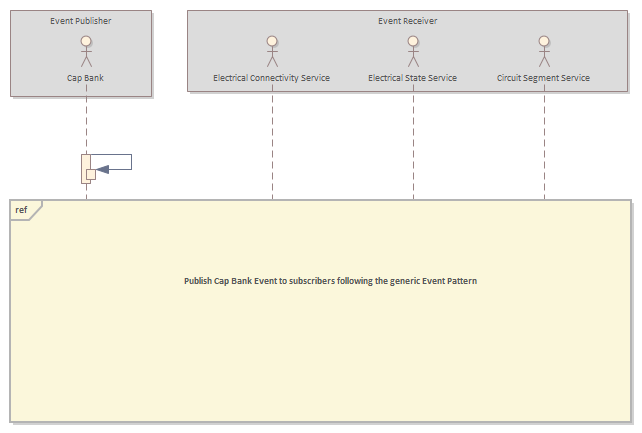 Event Publisher
Event Receiver
Cap Bank
Electrical Connectivity Service
Electrical State Service
Circuit Segment Service
ref
Publish Cap Bank Event to subscribers following the generic Event Pattern